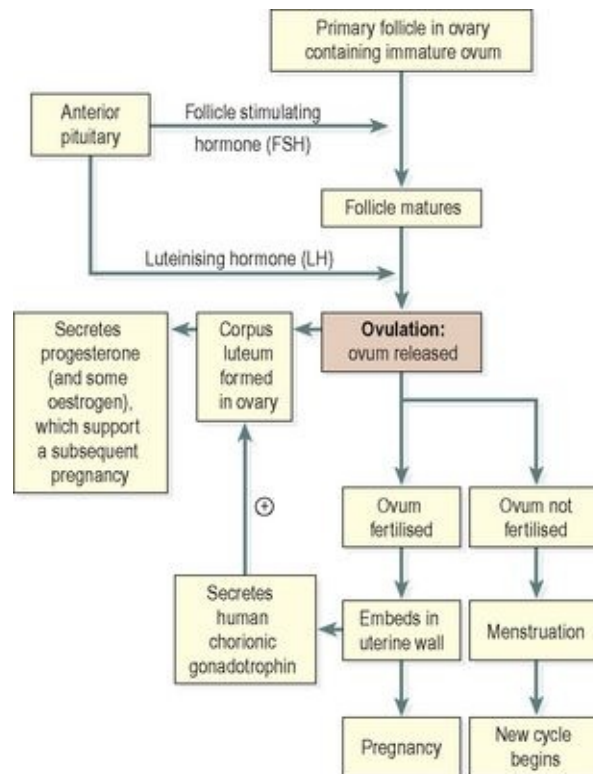 Primary follicle in ovary
containing immature ovum
Anterior
pituitary
Follicle stimulating
hormone (FSH)
Follicle matures
Luteinising hormone (LH)
Secretes
progesterone
(and some
oestrogen),
which support
a subsequent
pregnancy
Corpus
luteum
formed
in ovary
Ovulation:
ovum released
+
Ovum
fertilised
Ovum not
fertilised
Secretes
human
chorionic
gonadotrophin
Embeds in
uterine wall
Menstruation
Pregnancy
New cycle
begins